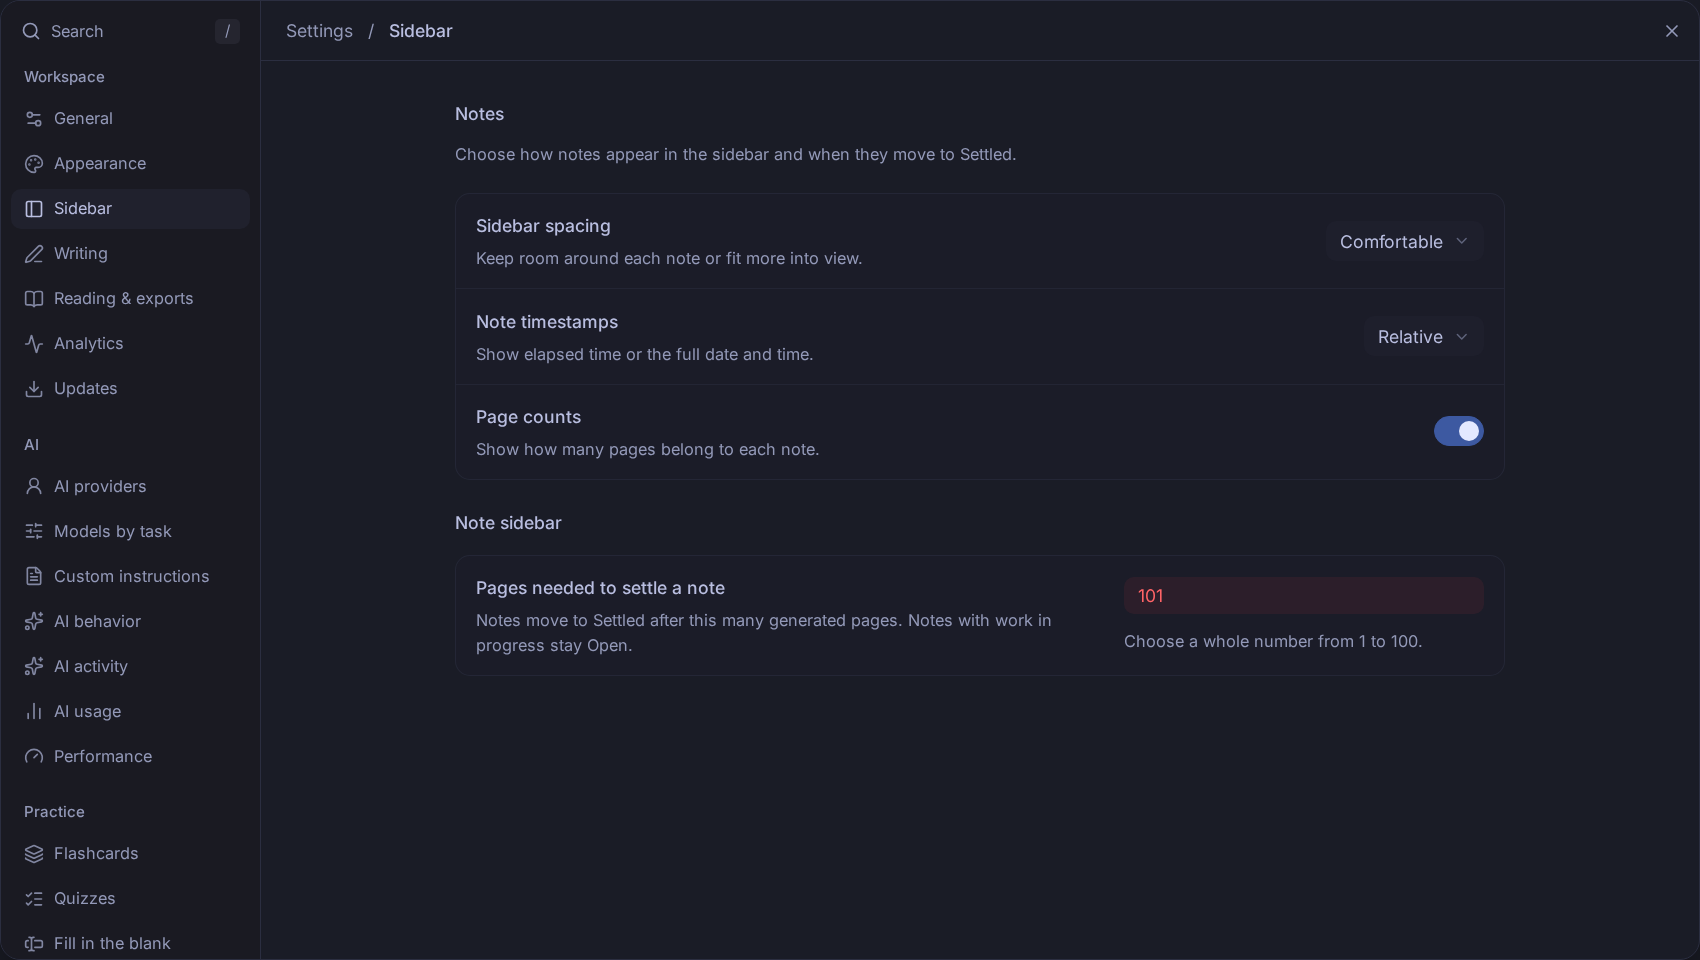 Search
/
Workspace
General
Appearance
Sidebar
Writing
Reading & exports
Analytics
Updates
AI
AI providers
Models by task
Custom instructions
AI behavior
AI activity
AI usage
Performance
Practice
Flashcards
Quizzes
Fill in the blank
Settings / Sidebar
Notes
Choose how notes appear in the sidebar and when they move to Settled.
Sidebar spacing
Keep room around each note or fit more into view.
Comfortable
Note timestamps
Show elapsed time or the full date and time.
Relative
Page counts
Show how many pages belong to each note.
Note sidebar
Pages needed to settle a note
Notes move to Settled after this many generated pages. Notes with work in
progress stay Open.
101
Choose a whole number from 1 to 100.